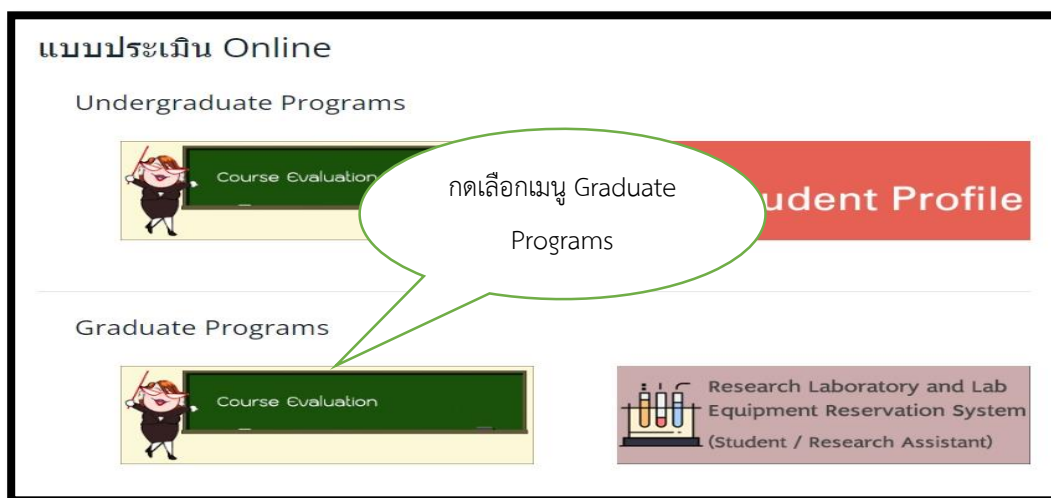 แบบประเมิน Online
Undergraduate Programs
Course Evaluation
กดเลือกเมนู Graduate
Programs
udent Profile
Graduate Programs
Course Evaluation
Research Laboratory and Lab
Equipment Reservation System
(Student / Research Assistant)